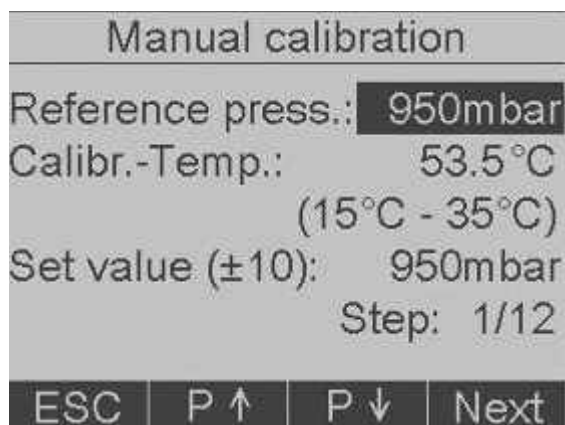 Manual calibration
Reference press.: 950mbar
Calibr.-Temp.: 53.5°C
(15°C - 35°C)
Set value (±10): 950mbar
Step: 1/12
ESC P ↑ P ↓ Next